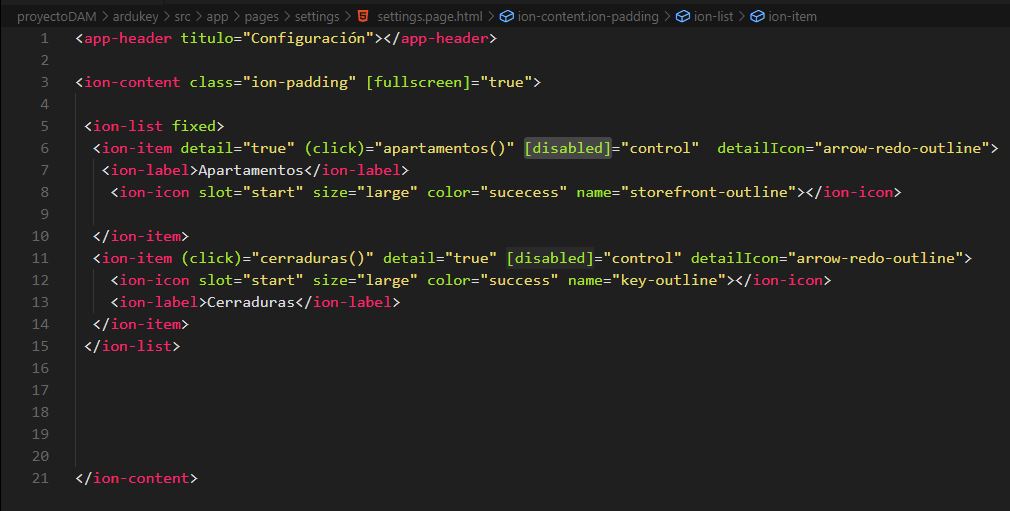 proyectoDAM > ardukey > src > app > pages > settings > settings.page.html > ion-content.ion-padding > ion-list > ion-item
1 <app-header titulo="Configuración"></app-header>
2
3 <ion-content class="ion-padding" [fullscreen]="true">
4
5 <ion-list fixed>
6 <ion-item detail="true" (click)="apartamentos()" [disabled]="control"  detailIcon="arrow-redo-outline">
7 <ion-label>Apartamentos</ion-label>
8 <ion-icon slot="start" size="large" color="sucecess" name="storefront-outline"></ion-icon>
9
10 </ion-item>
11 <ion-item (click)="cerraduras()" detail="true" [disabled]="control" detailIcon="arrow-redo-outline">
12 <ion-icon slot="start" size="large" color="success" name="key-outline"></ion-icon>
13 <ion-label>Cerraduras</ion-label>
14 </ion-item>
15 </ion-list>
16
17
18
19
20
21 </ion-content>